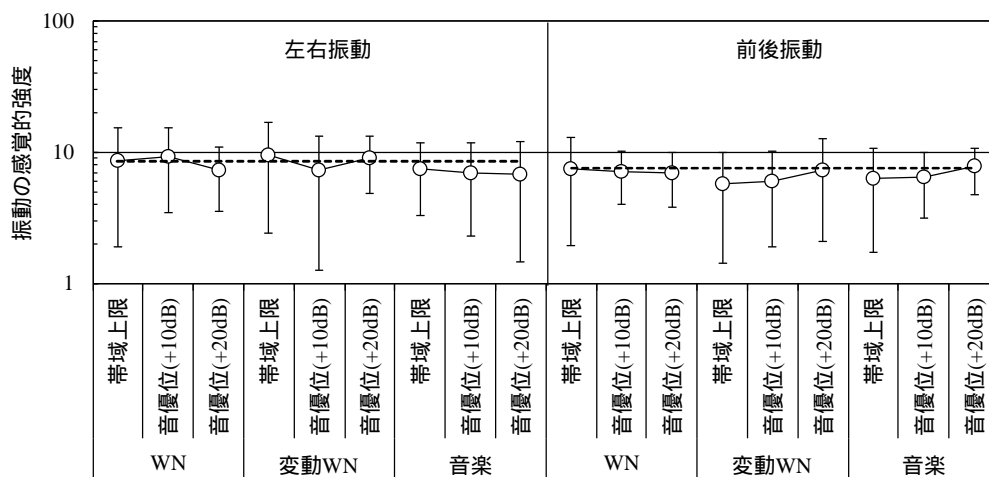 振動の感覚的強度
100
10
1
左右振動
前後振動
帯域上限
音優位(+10dB)
音優位(+20dB)
帯域上限
音優位(+10dB)
音優位(+20dB)
帯域上限
音優位(+10dB)
音優位(+20dB)
帯域上限
音優位(+10dB)
音優位(+20dB)
帯域上限
音優位(+10dB)
音優位(+20dB)
帯域上限
音優位(+10dB)
音優位(+20dB)
WN
変動WN
音楽
WN
変動WN
音楽